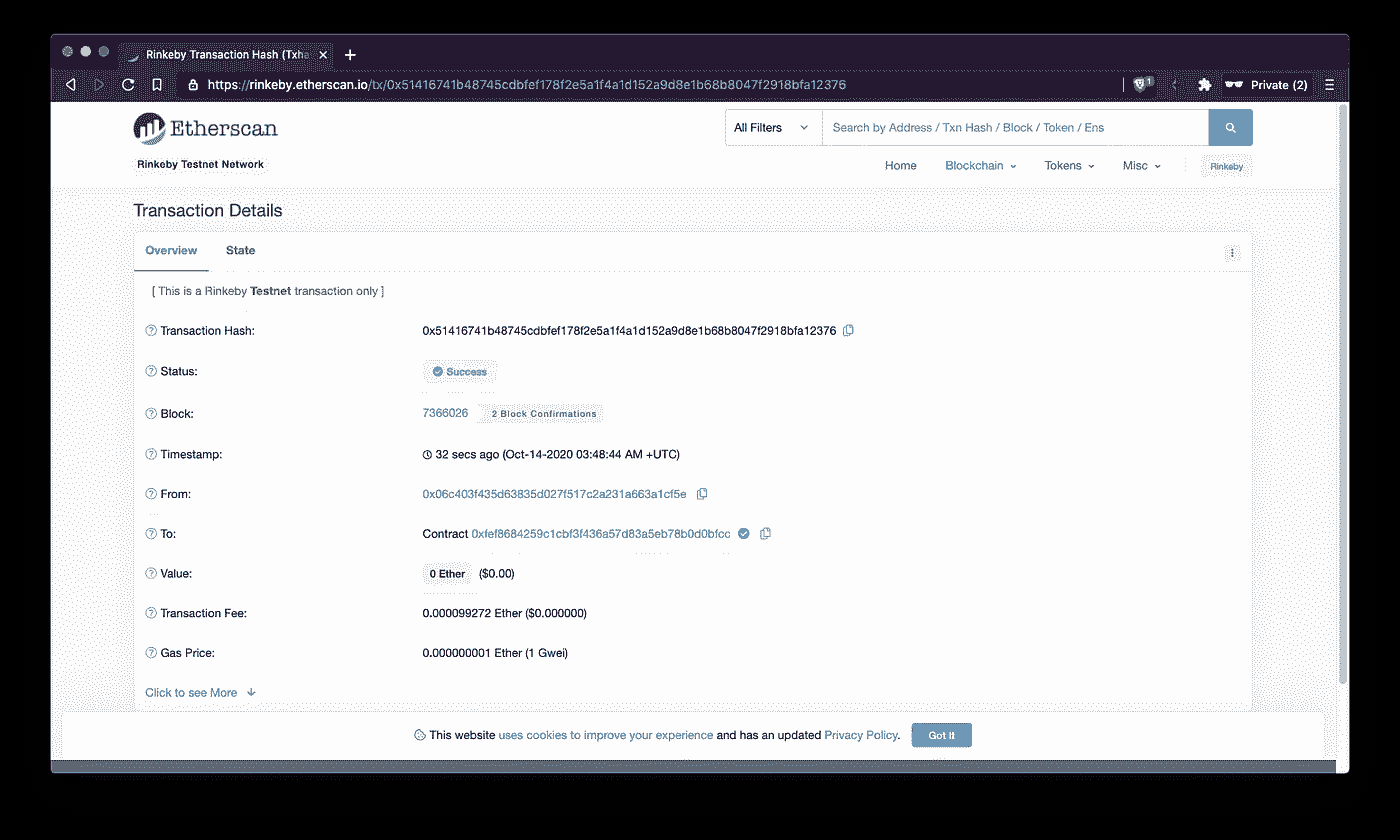 Rinkeby Transaction Hash (Txha
https://rinkeby.etherscan.io/tx/0x51416741b48745cdbfef178f2e5a1f4a1d152a9d8e1b68b8047f2918bfa12376
1
Private (2)
Etherscan
All Filters
Search by Address / Txn Hash / Block / Token / Ens
Rinkeby Testnet Network
Home Blockchain Tokens Misc Rinkeby
Transaction Details
Overview State
[ This is a Rinkeby Testnet transaction only ]
Transaction Hash: 0x51416741b48745cdbfef178f2e5a1f4a1d152a9d8e1b68b8047f2918bfa12376
Status: Success
Block: 7366026 2 Block Confirmations
Timestamp: 32 secs ago (Oct-14-2020 03:48:44 AM +UTC)
From: 0x06c403f435d63835d027f517c2a231a663a1cf5e
To: Contract 0xfef8684259c1cbf3f436a57d83a5eb78b0d0bfcc
Value: 0 Ether ($0.00)
Transaction Fee: 0.000099272 Ether ($0.000000)
Gas Price: 0.000000001 Ether (1 Gwei)
Click to see More
This website uses cookies to improve your experience and has an updated Privacy Policy. Got It